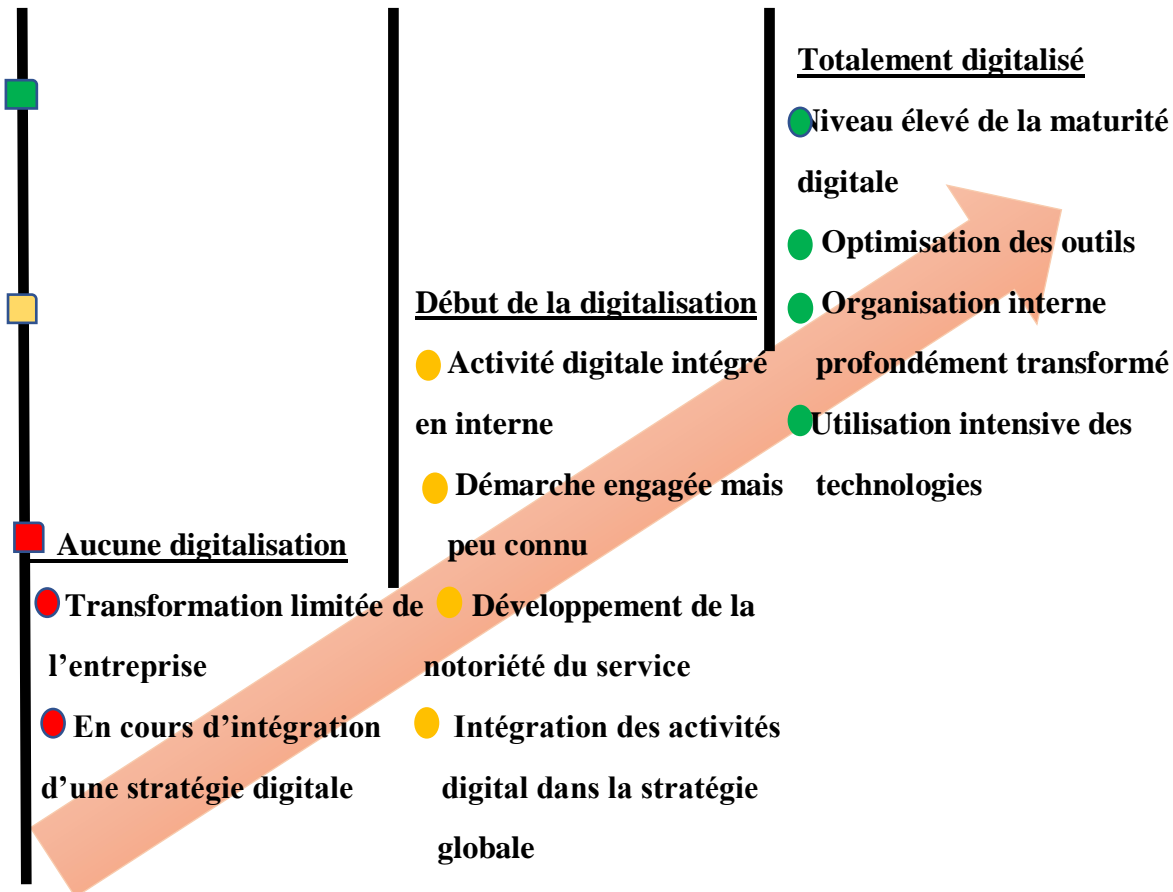 Aucune digitalisation
Transformation limitée de
l’entreprise
En cours d’intégration
d’une stratégie digitale
Début de la digitalisation
Activité digitale intégré
en interne
Démarche engagée mais
peu connu
Développement de la
notoriété du service
Intégration des activités
digital dans la stratégie
globale
Totalement digitalisé
Niveau élevé de la maturité
digitale
Optimisation des outils
Organisation interne
profondément transformé
Utilisation intensive des
technologies